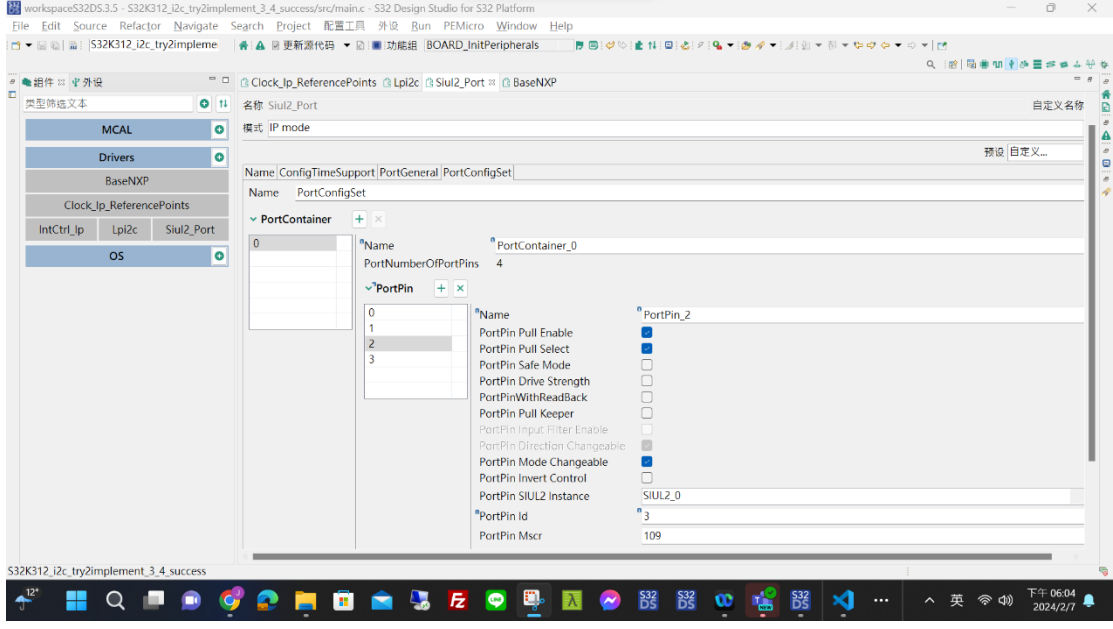 workspaceS32DS.3.5 - S32K312_i2c_try2implement_3_4_success/src/main.c - S32 Design Studio for S32 Platform
File Edit Source Refactor Navigate Search Project 配置工具 外设 Run PEMicro Window Help
S32K312_i2c_try2impleme 更新源代码 功能组 BOARD_InitPeripherals
组件 外设
Clock_Ip_ReferencePoints Lpi2c Siul2_Port BaseNXP
类型筛选文本
名称 Siul2_Port 自定义名称
模式 IP mode
MCAL
Drivers
BaseNXP
Clock_Ip_ReferencePoints
IntCtrl_Ip Lpi2c Siul2_Port
OS
预设 自定义...
Name ConfigTimeSupport PortGeneral PortConfigSet
Name PortConfigSet
PortContainer
0
Name PortContainer_0
PortNumberOfPortPins 4
PortPin
0
1
2
3
Name PortPin_2
PortPin Pull Enable
PortPin Pull Select
PortPin Safe Mode
PortPin Drive Strength
PortPinWithReadBack
PortPin Pull Keeper
PortPin Input Filter Enable
PortPin Direction Changeable
PortPin Mode Changeable
PortPin Invert Control
PortPin SIUL2 Instance SIUL2_0
PortPin Id 3
PortPin Mscr 109
S32K312_i2c_try2implement_3_4_success
12°
S32 DS
S32 DS
S32 DS
英
下午 06:04
2024/2/7